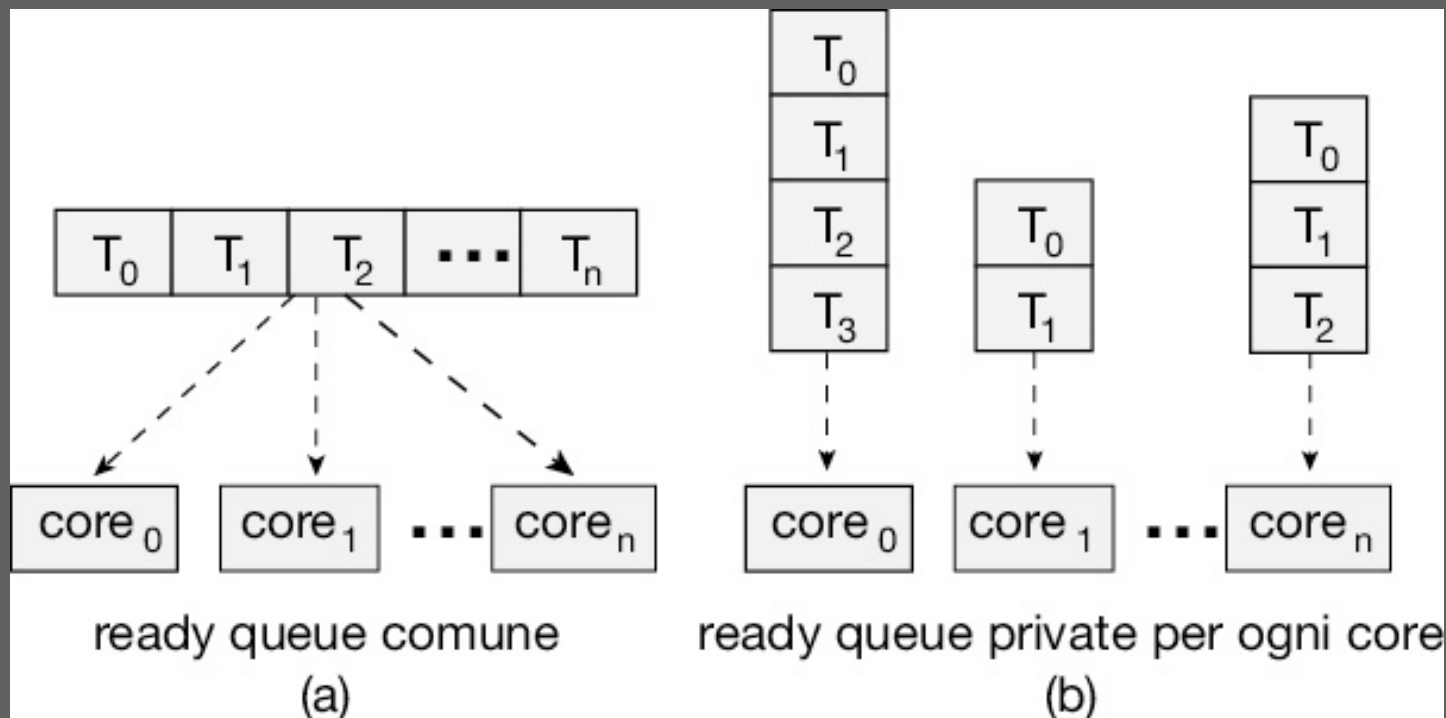 T0 T1 T2 ... Tn
core0 core1 ... coren
ready queue comune
(a)
T0
T1
T2
T3
T0
T1
T0
T1
T2
core0 core1 ... coren
ready queue private per ogni core
(b)